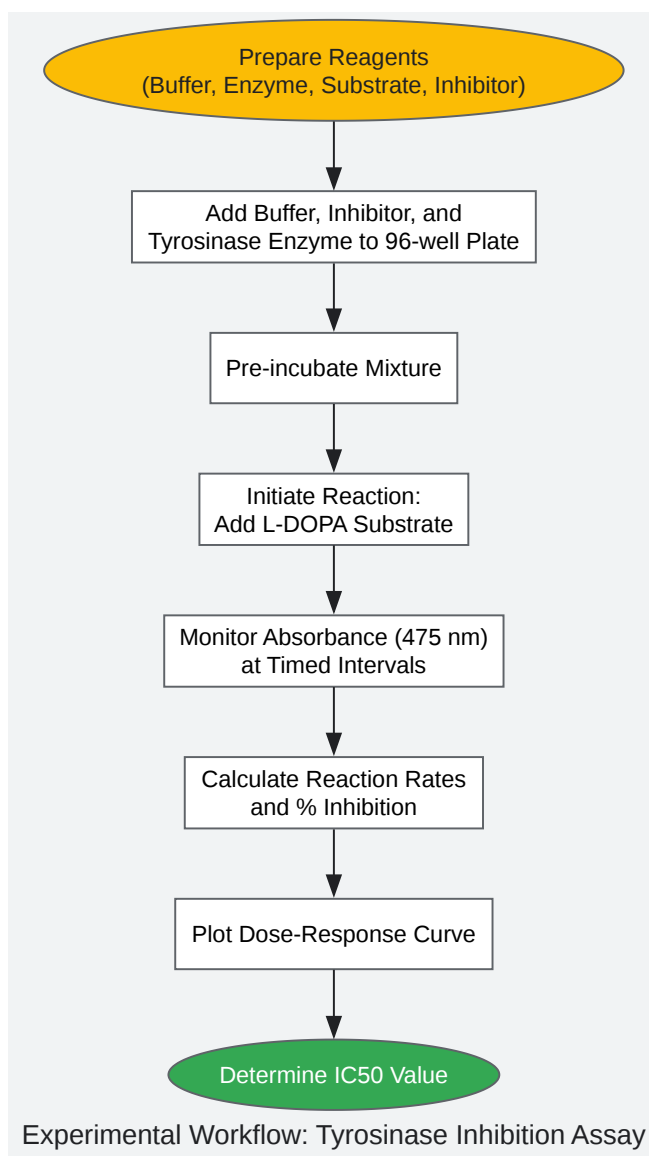 Prepare Reagents
(Buffer, Enzyme, Substrate, Inhibitor)
Add Buffer, Inhibitor, and
Tyrosinase Enzyme to 96-well Plate
Pre-incubate Mixture
Initiate Reaction:
Add L-DOPA Substrate
Monitor Absorbance (475 nm)
at Timed Intervals
Calculate Reaction Rates
and % Inhibition
Plot Dose-Response Curve
Determine IC50 Value
Experimental Workflow: Tyrosinase Inhibition Assay